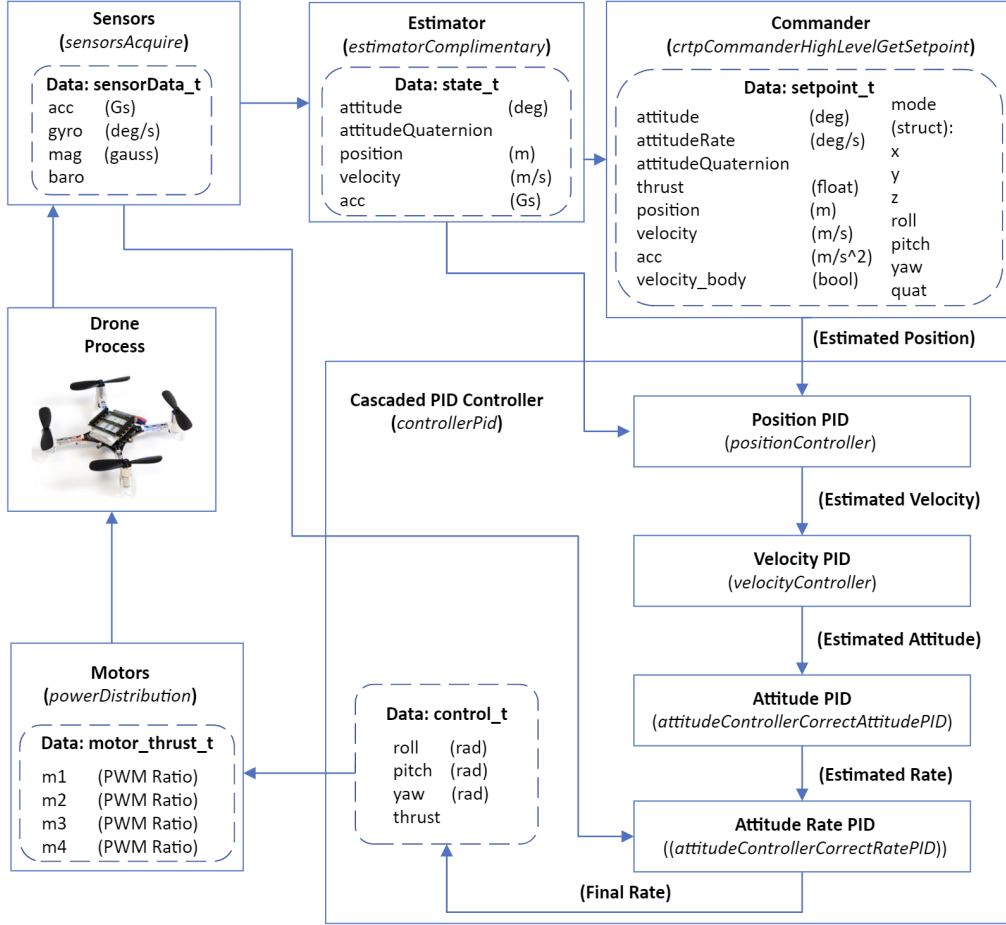 Sensors
(sensorsAcquire)
Data: sensorData_t
acc (Gs)
gyro (deg/s)
mag (gauss)
baro
Estimator
(estimatorComplimentary)
Data: state_t
attitude (deg)
attitudeQuaternion
position (m)
velocity (m/s)
acc (Gs)
Commander
(crtpCommanderHighLevelGetSetpoint)
Data: setpoint_t
attitude (deg)
attitudeRate (deg/s)
attitudeQuaternion
thrust (float)
position (m)
velocity (m/s)
acc (m/s^2)
velocity_body (bool)
mode
(struct):
x
y
z
roll
pitch
yaw
quat
Drone
Process
(Estimated Position)
Cascaded PID Controller
(controllerPid)
Position PID
(positionController)
(Estimated Velocity)
Velocity PID
(velocityController)
(Estimated Attitude)
Attitude PID
(attitudeControllerCorrectAttitudePID)
(Estimated Rate)
Attitude Rate PID
((attitudeControllerCorrectRatePID))
(Final Rate)
Data: control_t
roll (rad)
pitch (rad)
yaw (rad)
thrust
Motors
(powerDistribution)
Data: motor_thrust_t
m1 (PWM Ratio)
m2 (PWM Ratio)
m3 (PWM Ratio)
m4 (PWM Ratio)